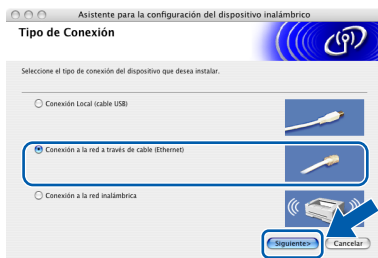 Asistente para la configuración del dispositivo inalámbrico
Tipo de Conexión
Seleccione el tipo de conexión del dispositivo que desea instalar.
Conexión Local (cable USB)
Conexión a la red a través de cable (Ethernet)
Conexión a la red inalámbrica
Siguiente>
Cancelar